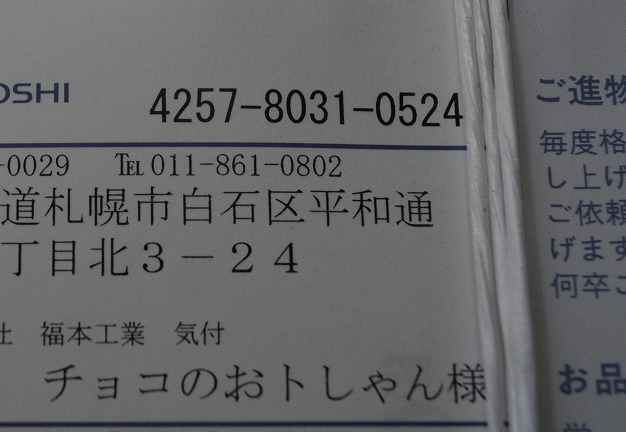 OSHI 4257-8031-0524
-0029 TEL 011-861-0802
道札幌市白石区平和通
丁目北3-24
社 福本工業 気付
チョコのおトしゃん様
ご進物
毎度格
し上げ
ご依頼
げます
何卒ご
お品